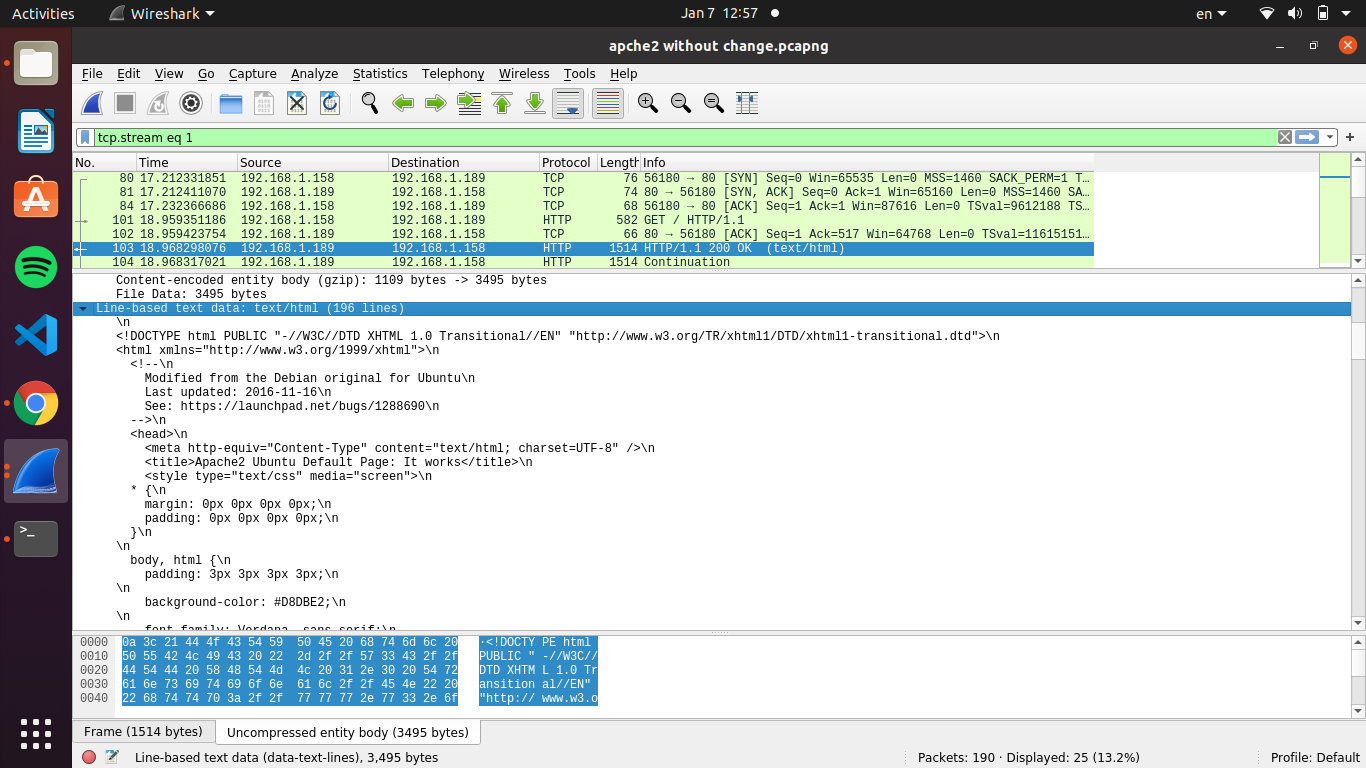 Activities Wireshark Jan 7 12:57 en
apche2 without change.pcapng
File Edit View Go Capture Analyze Statistics Telephony Wireless Tools Help
tcp.stream eq 1
No. Time Source Destination Protocol Length Info
80 17.212331851 192.168.1.158 192.168.1.189 TCP 76 56180 → 80 [SYN] Seq=0 Win=65535 Len=0 MSS=1460 SACK_PERM=1 T…
81 17.212411070 192.168.1.189 192.168.1.158 TCP 74 80 → 56180 [SYN, ACK] Seq=0 Ack=1 Win=65160 Len=0 MSS=1460 SA…
84 17.232366686 192.168.1.158 192.168.1.189 TCP 68 56180 → 80 [ACK] Seq=1 Ack=1 Win=87616 Len=0 TSval=9612188 TS…
101 18.959351186 192.168.1.158 192.168.1.189 HTTP 582 GET / HTTP/1.1
102 18.959423754 192.168.1.189 192.168.1.158 TCP 66 80 → 56180 [ACK] Seq=1 Ack=517 Win=64768 Len=0 TSval=11615151…
103 18.968298076 192.168.1.189 192.168.1.158 HTTP 1514 HTTP/1.1 200 OK (text/html)
104 18.968317021 192.168.1.189 192.168.1.158 HTTP 1514 Continuation
Content-encoded entity body (gzip): 1109 bytes -> 3495 bytes
File Data: 3495 bytes
Line-based text data: text/html (196 lines)
\n
<!DOCTYPE html PUBLIC "-//W3C//DTD XHTML 1.0 Transitional//EN" "http://www.w3.org/TR/xhtml1/DTD/xhtml1-transitional.dtd">\n
<html xmlns="http://www.w3.org/1999/xhtml">\n
<!--\n
Modified from the Debian original for Ubuntu\n
Last updated: 2016-11-16\n
See: https://launchpad.net/bugs/1288690\n
-->\n
<head>\n
<meta http-equiv="Content-Type" content="text/html; charset=UTF-8" />\n
<title>Apache2 Ubuntu Default Page: It works</title>\n
<style type="text/css" media="screen">\n
* {\n
margin: 0px 0px 0px 0px;\n
padding: 0px 0px 0px 0px;\n
}\n
\n
body, html {\n
padding: 3px 3px 3px 3px;\n
\n
background-color: #D8DBE2;\n
\n
font-family: Verdana, sans-serif;\n
0000 0a 3c 21 44 4f 43 54 59 50 45 20 68 74 6d 6c 20 ·<!DOCTY PE html
0010 50 55 42 4c 49 43 20 22 2d 2f 2f 57 33 43 2f 2f PUBLIC " -//W3C//
0020 44 54 44 20 58 48 54 4d 4c 20 31 2e 30 20 54 72 DTD XHTM L 1.0 Tr
0030 61 6e 73 69 74 69 6f 6e 61 6c 2f 2f 45 4e 22 20 ansition al//EN"
0040 22 68 74 74 70 3a 2f 2f 77 77 77 2e 77 33 2e 6f "http:// www.w3.o
Frame (1514 bytes) Uncompressed entity body (3495 bytes)
Line-based text data (data-text-lines), 3,495 bytes Packets: 190 · Displayed: 25 (13.2%) Profile: Default